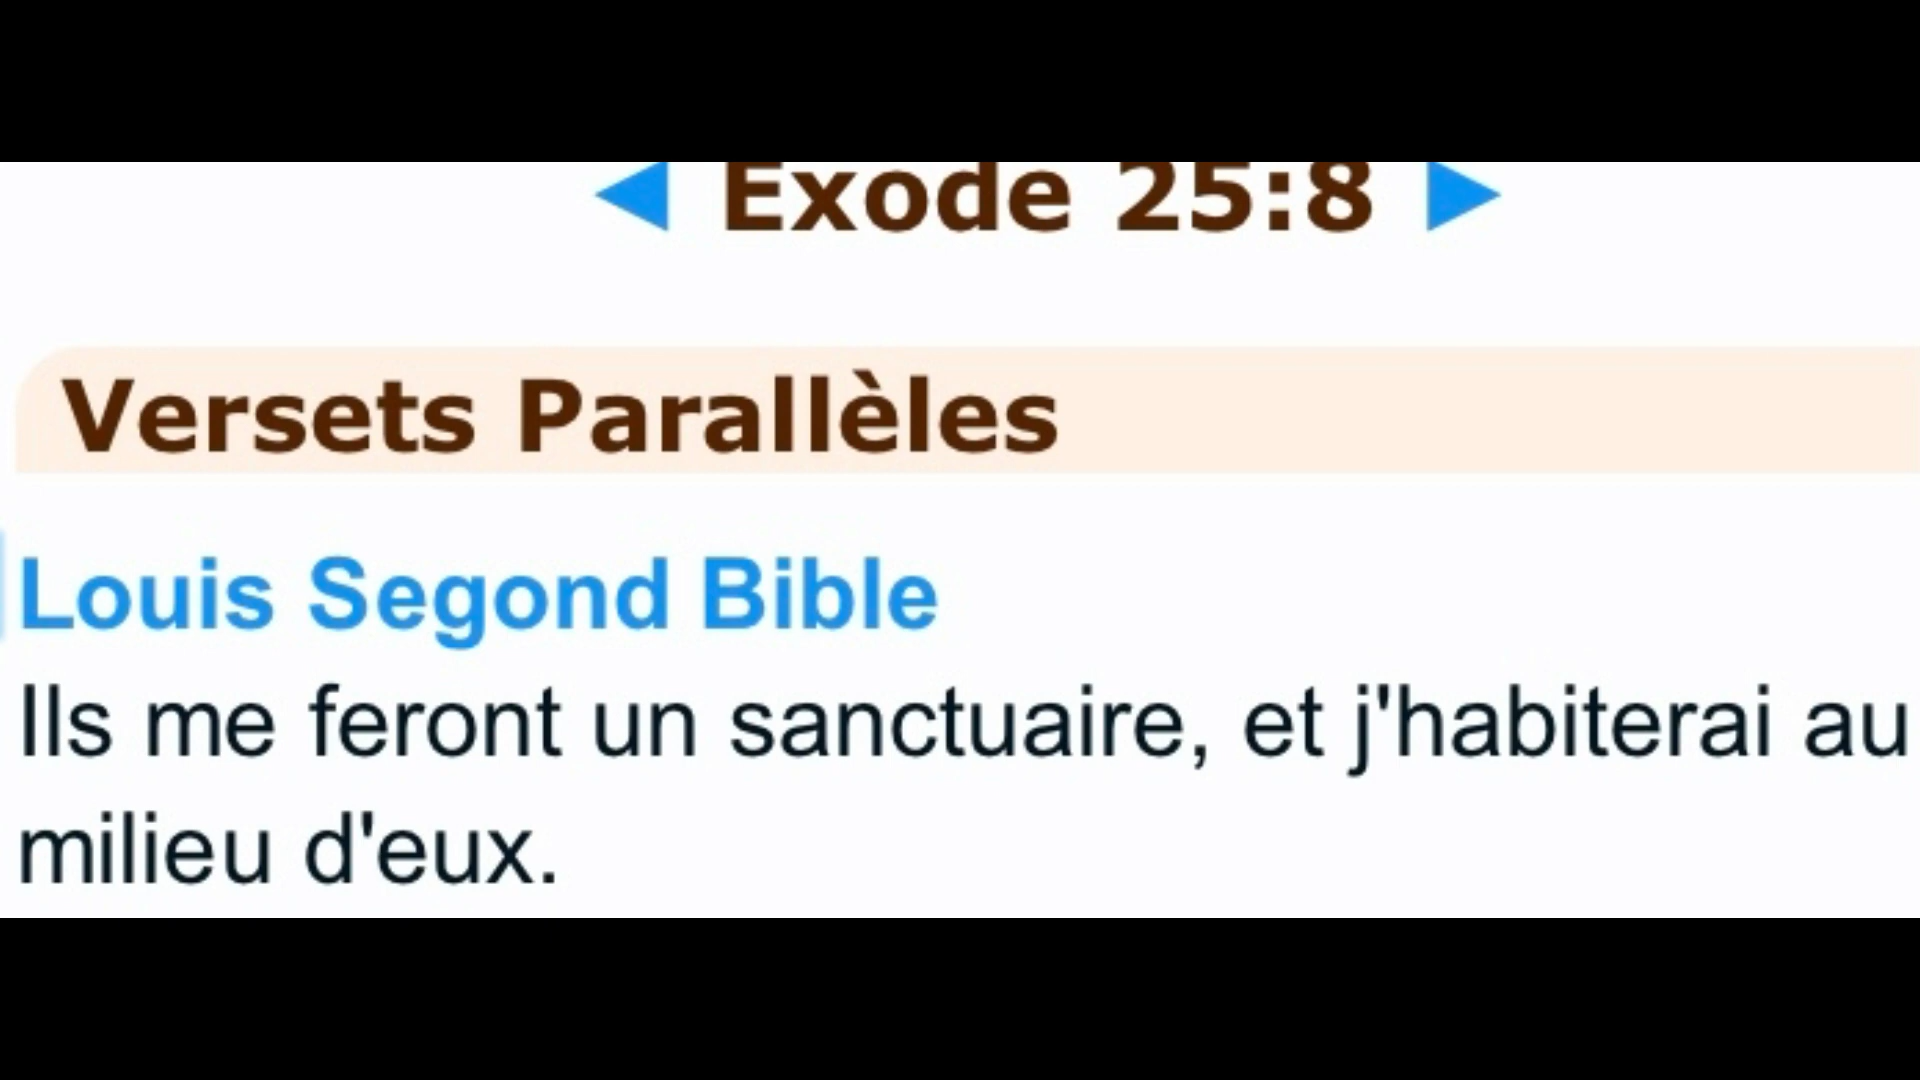 Exode 25:8
Versets Parallèles
Louis Segond Bible
Ils me feront un sanctuaire, et j'habiterai au
milieu d'eux.